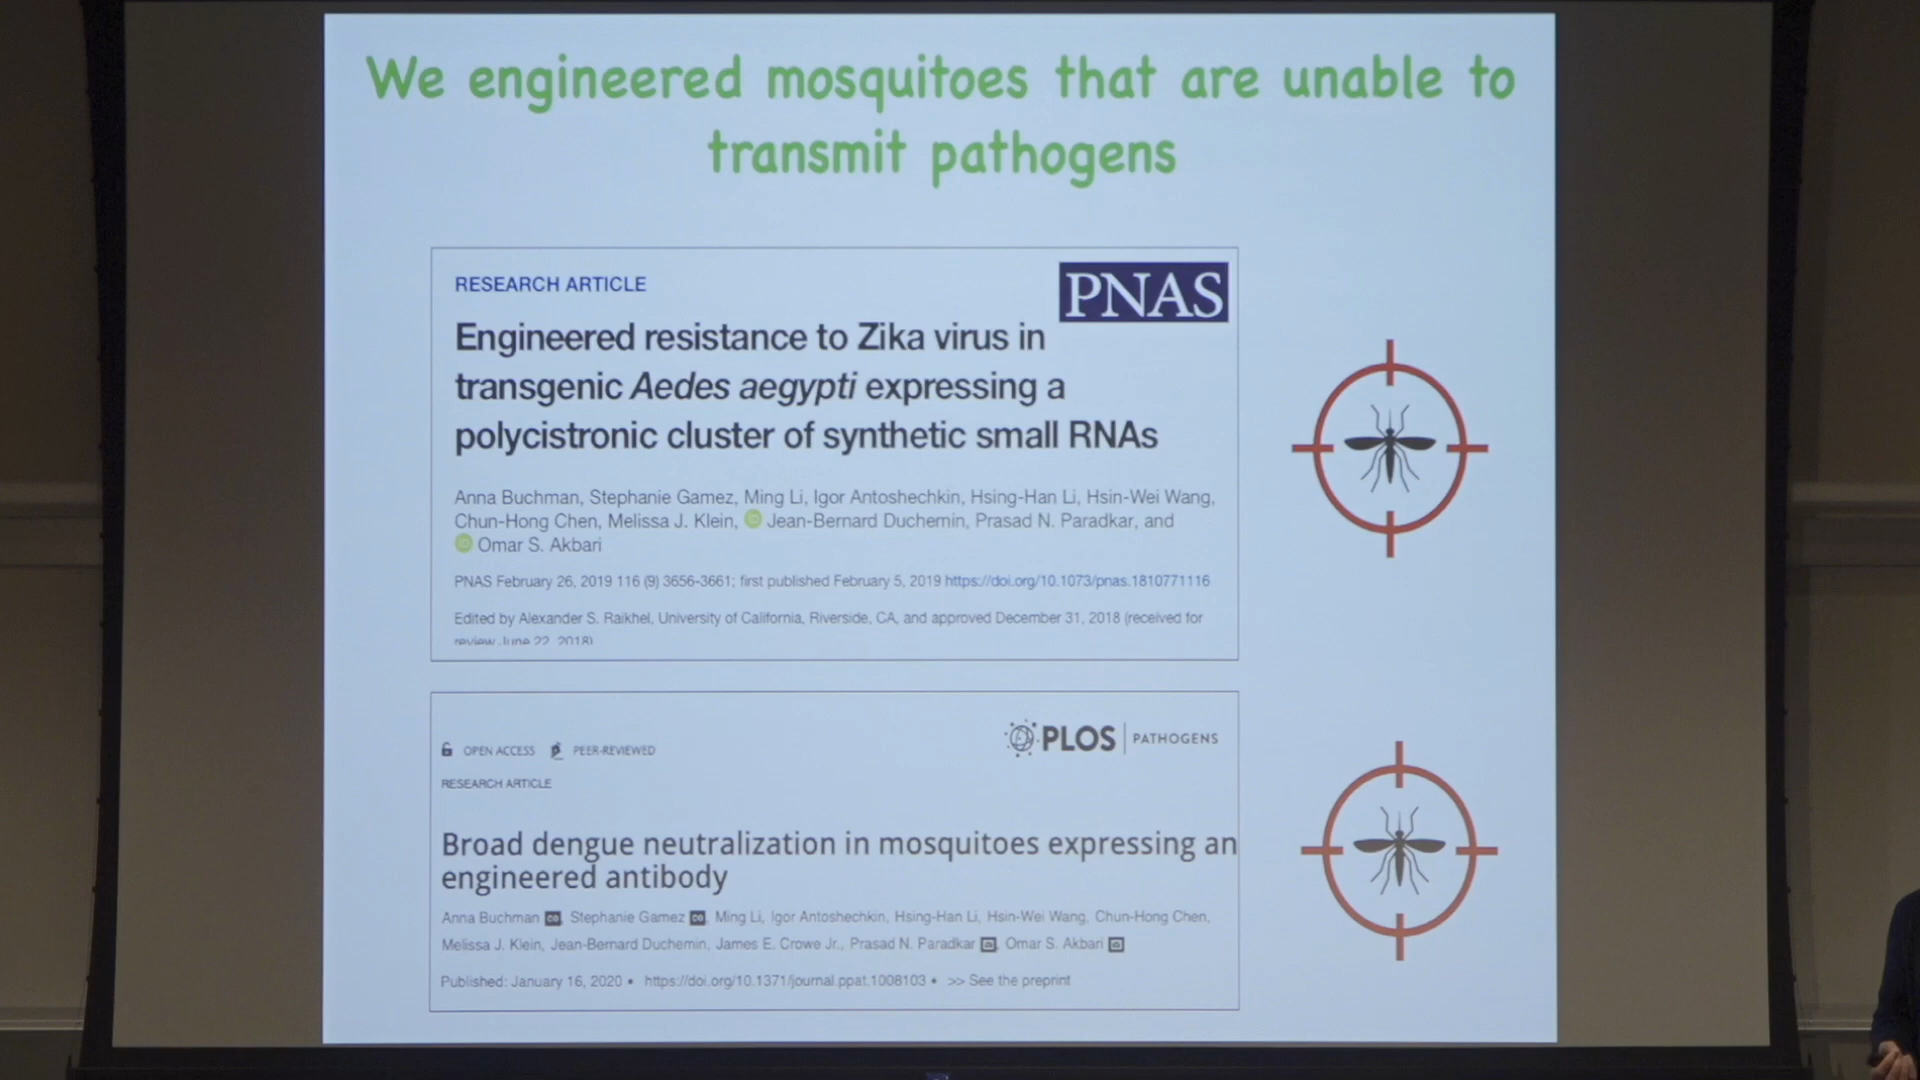 We engineered mosquitoes that are unable to
transmit pathogens
RESEARCH ARTICLE
PNAS
Engineered resistance to Zika virus in
transgenic Aedes aegypti expressing a
polycistronic cluster of synthetic small RNAs
Anna Buchman, Stephanie Gamez, Ming Li, Igor Antoshechkin, Hsing-Han Li, Hsin-Wei Wang,
Chun-Hong Chen, Melissa J. Klein, iD Jean-Bernard Duchemin, Prasad N. Paradkar, and
iD Omar S. Akbari
PNAS February 26, 2019 116 (9) 3656-3661; first published February 5, 2019 https://doi.org/10.1073/pnas.1810771116
Edited by Alexander S. Raikhel, University of California, Riverside, CA, and approved December 31, 2018 (received for
review June 22, 2018)
OPEN ACCESS PEER-REVIEWED
PLOS PATHOGENS
RESEARCH ARTICLE
Broad dengue neutralization in mosquitoes expressing an
engineered antibody
Anna Buchman co, Stephanie Gamez co, Ming Li, Igor Antoshechkin, Hsing-Han Li, Hsin-Wei Wang, Chun-Hong Chen,
Melissa J. Klein, Jean-Bernard Duchemin, James E. Crowe Jr., Prasad N. Paradkar, Omar S. Akbari
Published: January 16, 2020 • https://doi.org/10.1371/journal.ppat.1008103 • >> See the preprint